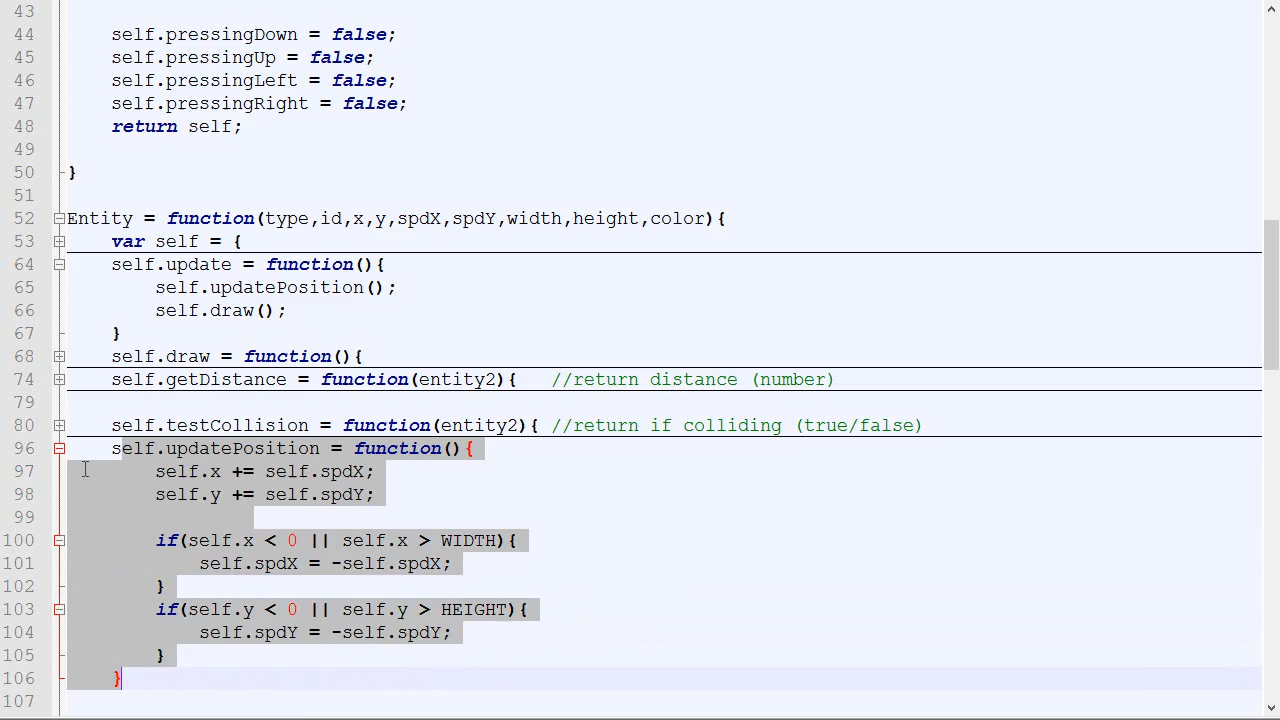 43
44 self.pressingDown = false;
45 self.pressingUp = false;
46 self.pressingLeft = false;
47 self.pressingRight = false;
48 return self;
49
50 }
51
52 Entity = function(type,id,x,y,spdX,spdY,width,height,color){
53 var self = {
64 self.update = function(){
65 self.updatePosition();
66 self.draw();
67 }
68 self.draw = function(){
74 self.getDistance = function(entity2){ //return distance (number)
79
80 self.testCollision = function(entity2){ //return if colliding (true/false)
96 self.updatePosition = function(){
97 self.x += self.spdX;
98 self.y += self.spdY;
99
100 if(self.x < 0 || self.x > WIDTH){
101 self.spdX = -self.spdX;
102 }
103 if(self.y < 0 || self.y > HEIGHT){
104 self.spdY = -self.spdY;
105 }
106 }
107